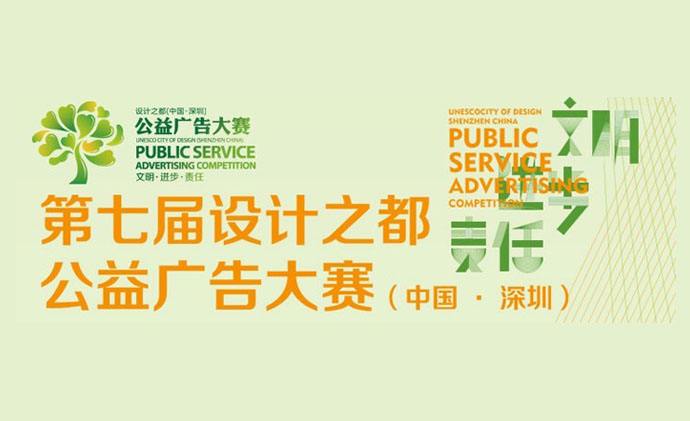 设计之都(中国·深圳)
公益广告大赛
UNESCO CITY OF DESIGN (SHENZHEN CHINA)
PUBLIC SERVICE
ADVERTISING COMPETITION
文明·进步·责任
UNESCOCITY OF DESIGN
SHENZHEN CHINA
PUBLIC
SERVICE
ADVERTISING
COMPETITION
文明
进步
责任
第七届设计之都
公益广告大赛(中国·深圳)